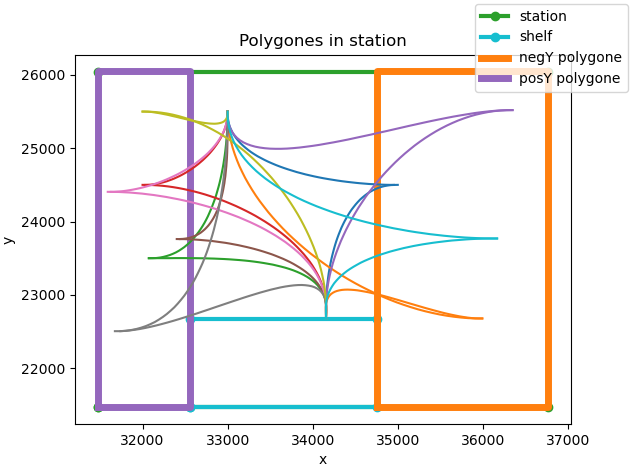 Polygones in station
station
shelf
negY polygone
posY polygone
26000
25000
24000
23000
22000
y
32000 33000 34000 35000 36000 37000
x